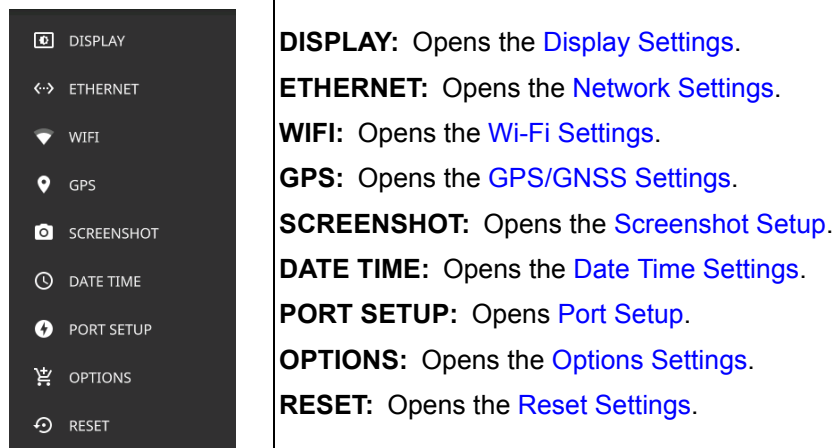 DISPLAY
ETHERNET
WIFI
GPS
SCREENSHOT
DATE TIME
PORT SETUP
OPTIONS
RESET
DISPLAY: Opens the Display Settings.
ETHERNET: Opens the Network Settings.
WIFI: Opens the Wi-Fi Settings.
GPS: Opens the GPS/GNSS Settings.
SCREENSHOT: Opens the Screenshot Setup.
DATE TIME: Opens the Date Time Settings.
PORT SETUP: Opens Port Setup.
OPTIONS: Opens the Options Settings.
RESET: Opens the Reset Settings.